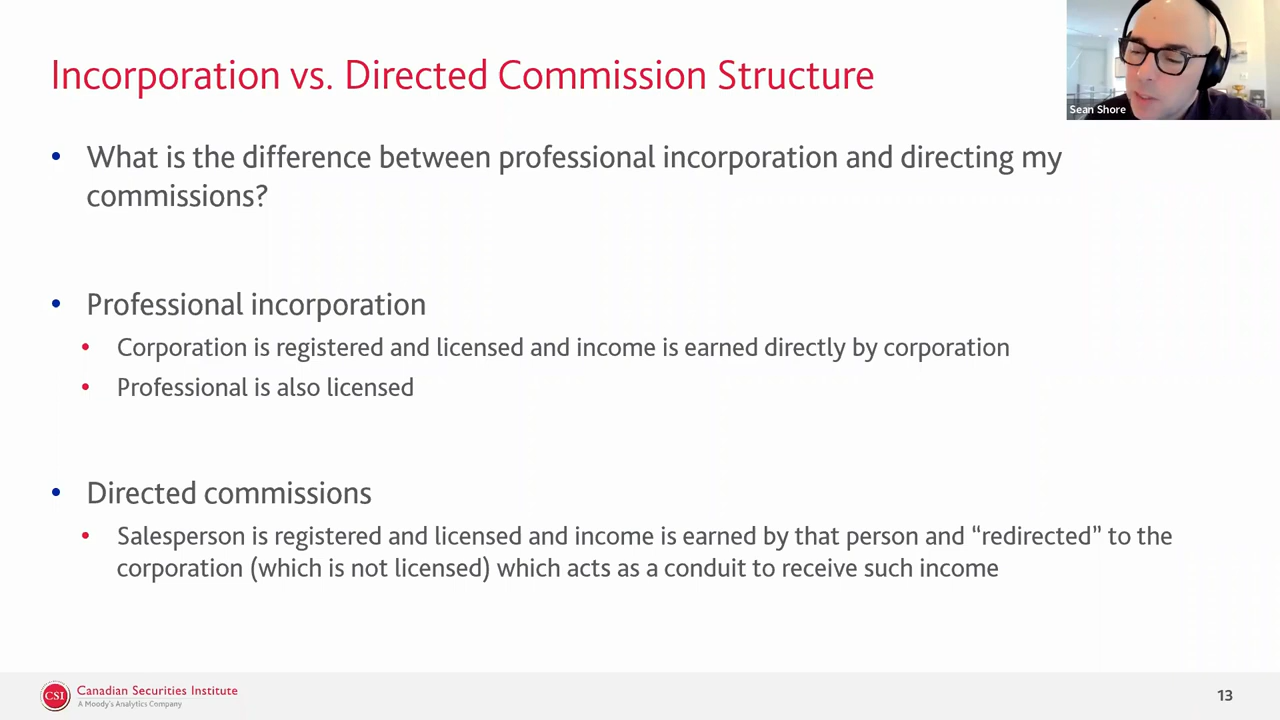 Incorporation vs. Directed Commission Structure
Sean Shore
• What is the difference between professional incorporation and directing my
commissions?
• Professional incorporation
• Corporation is registered and licensed and income is earned directly by corporation
• Professional is also licensed
• Directed commissions
• Salesperson is registered and licensed and income is earned by that person and “redirected” to the
corporation (which is not licensed) which acts as a conduit to receive such income
CSI
Canadian Securities Institute
A Moody's Analytics Company
13